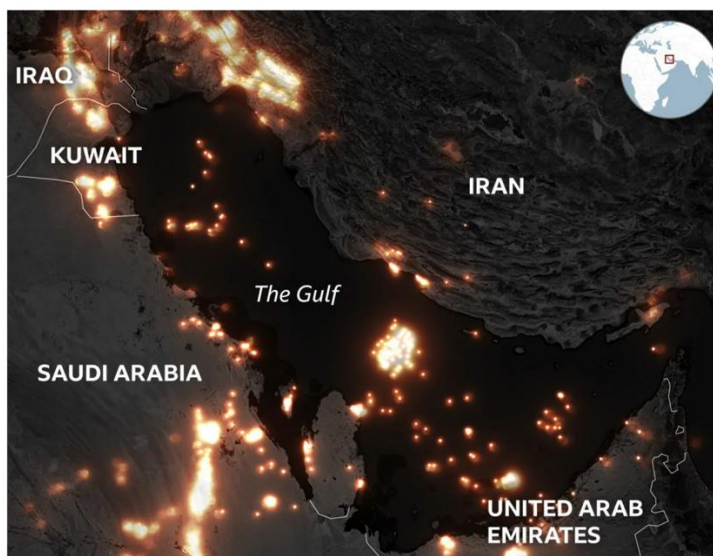 IRAQ
KUWAIT
IRAN
The Gulf
SAUDI ARABIA
UNITED ARAB
EMIRATES